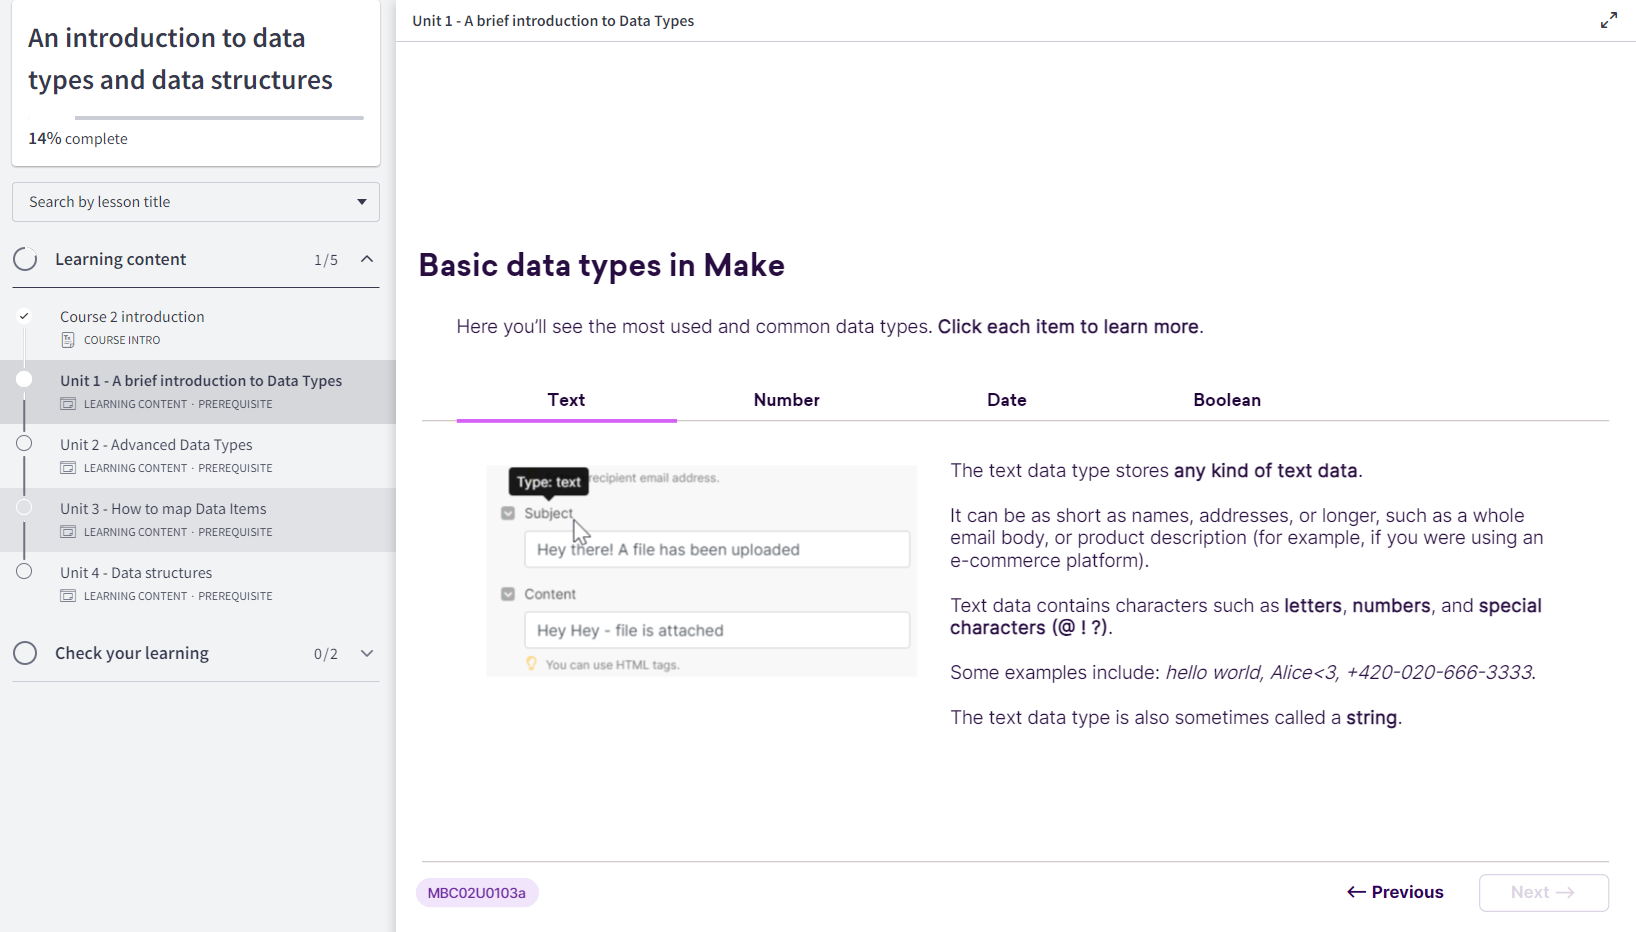 An introduction to data
types and data structures
14% complete
Search by lesson title
Learning content 1/5
Course 2 introduction
COURSE INTRO
Unit 1 - A brief introduction to Data Types
LEARNING CONTENT · PREREQUISITE
Unit 2 - Advanced Data Types
LEARNING CONTENT · PREREQUISITE
Unit 3 - How to map Data Items
LEARNING CONTENT · PREREQUISITE
Unit 4 - Data structures
LEARNING CONTENT · PREREQUISITE
Check your learning 0/2
Unit 1 - A brief introduction to Data Types
Basic data types in Make
Here you’ll see the most used and common data types. Click each item to learn more.
Text Number Date Boolean
Type: text recipient email address.
Subject
Hey there! A file has been uploaded
Content
Hey Hey - file is attached
You can use HTML tags.
The text data type stores any kind of text data.
It can be as short as names, addresses, or longer, such as a whole
email body, or product description (for example, if you were using an
e-commerce platform).
Text data contains characters such as letters, numbers, and special
characters (@ ! ?).
Some examples include: hello world, Alice<3, +420-020-666-3333.
The text data type is also sometimes called a string.
MBC02U0103a
← Previous
Next →